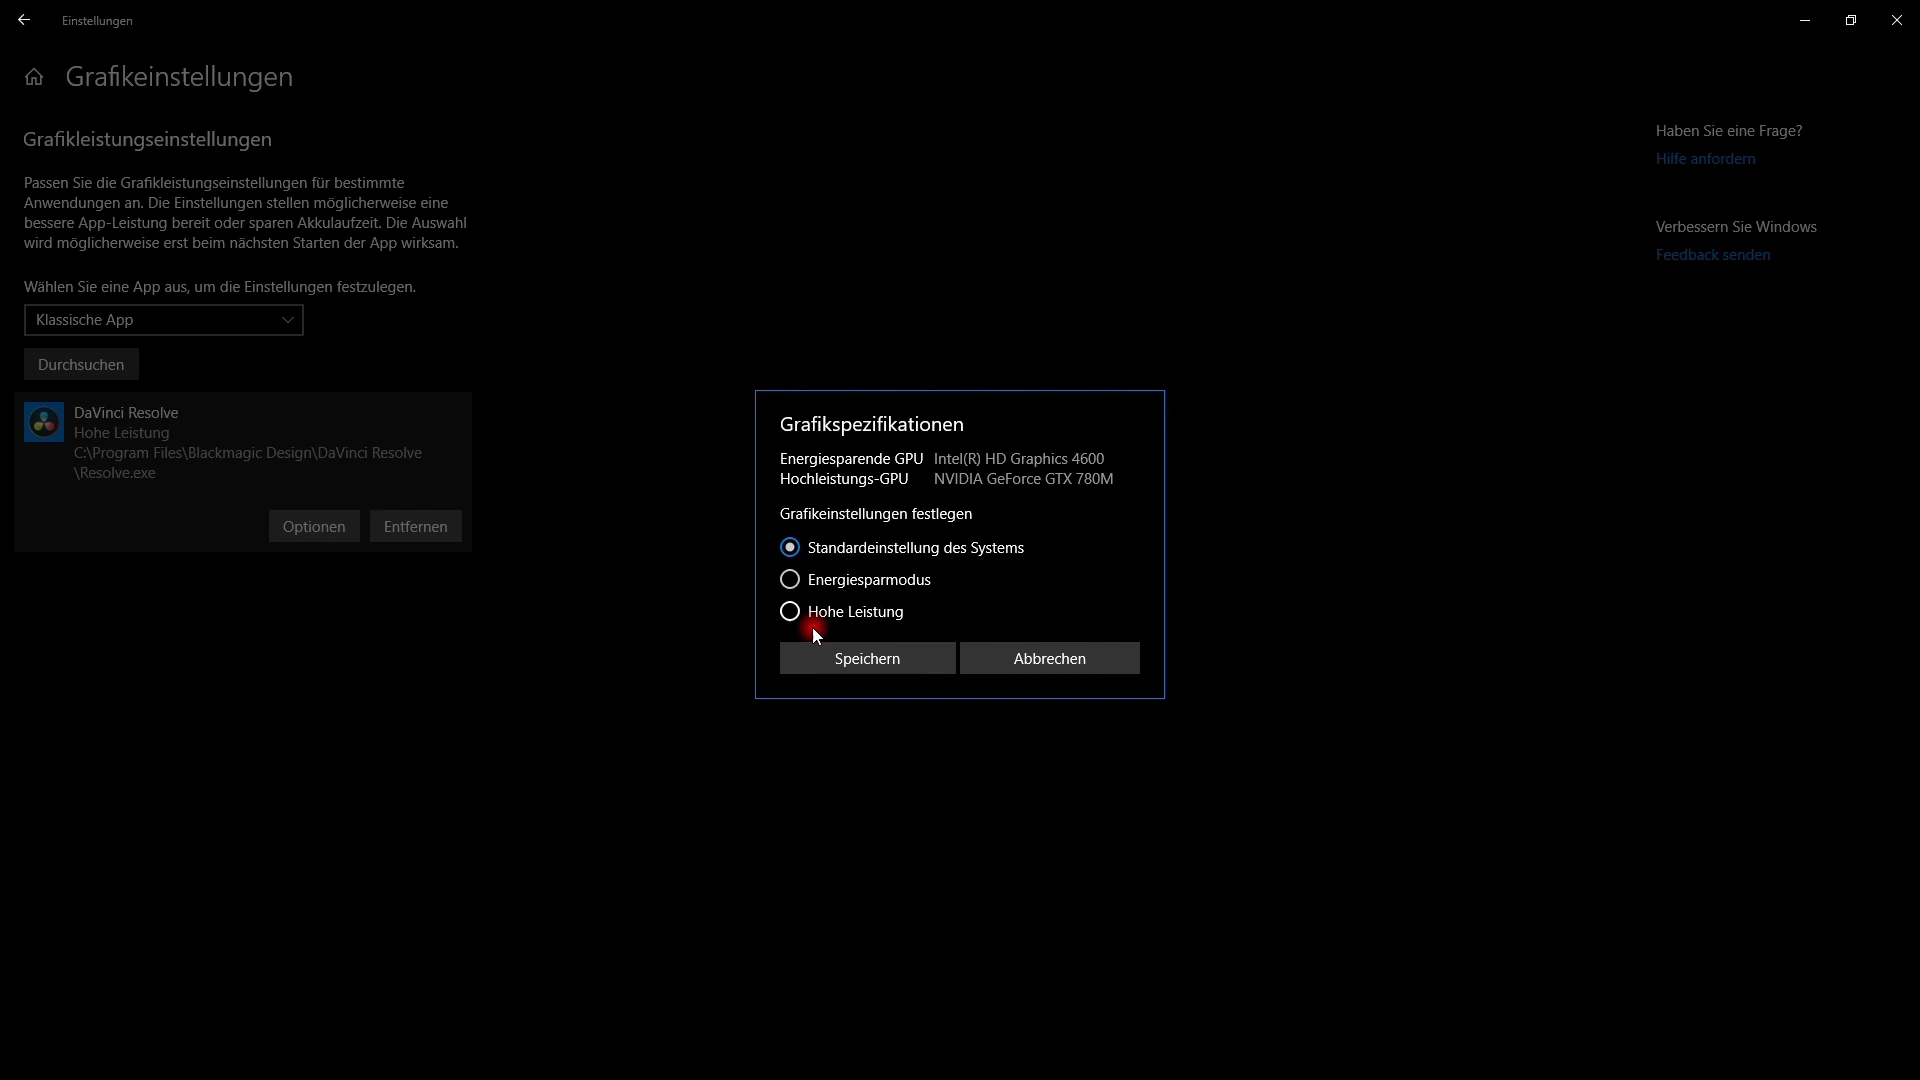 Einstellungen
Grafikeinstellungen
Grafikleistungseinstellungen
Passen Sie die Grafikleistungseinstellungen für bestimmte
Anwendungen an. Die Einstellungen stellen möglicherweise eine
bessere App-Leistung bereit oder sparen Akkulaufzeit. Die Auswahl
wird möglicherweise erst beim nächsten Starten der App wirksam.
Wählen Sie eine App aus, um die Einstellungen festzulegen.
Klassische App
Durchsuchen
DaVinci Resolve
Hohe Leistung
C:\Program Files\Blackmagic Design\DaVinci Resolve
\Resolve.exe
Optionen Entfernen
Grafikspezifikationen
Energiesparende GPU Intel(R) HD Graphics 4600
Hochleistungs-GPU NVIDIA GeForce GTX 780M
Grafikeinstellungen festlegen
Standardeinstellung des Systems
Energiesparmodus
Hohe Leistung
Speichern Abbrechen
Haben Sie eine Frage?
Hilfe anfordern
Verbessern Sie Windows
Feedback senden